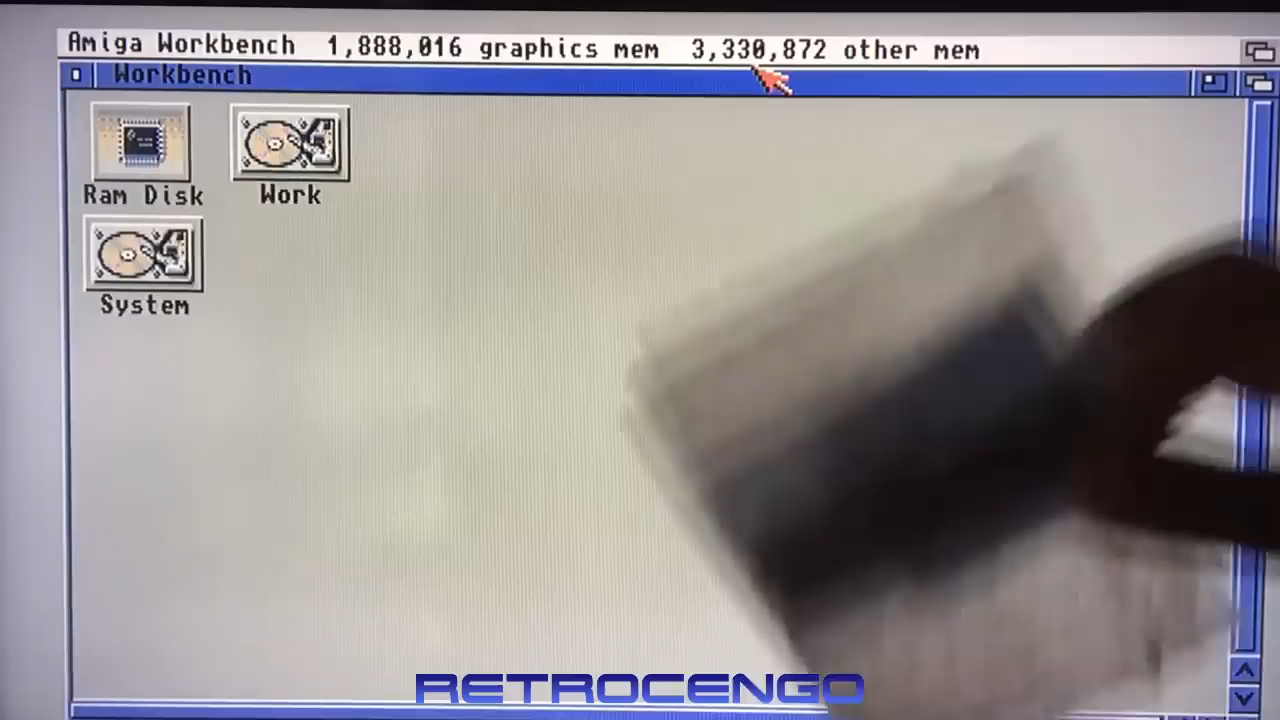 Amiga Workbench 1,888,016 graphics mem 3,330,872 other mem
Workbench
Ram Disk
Work
System
RETROCENGO